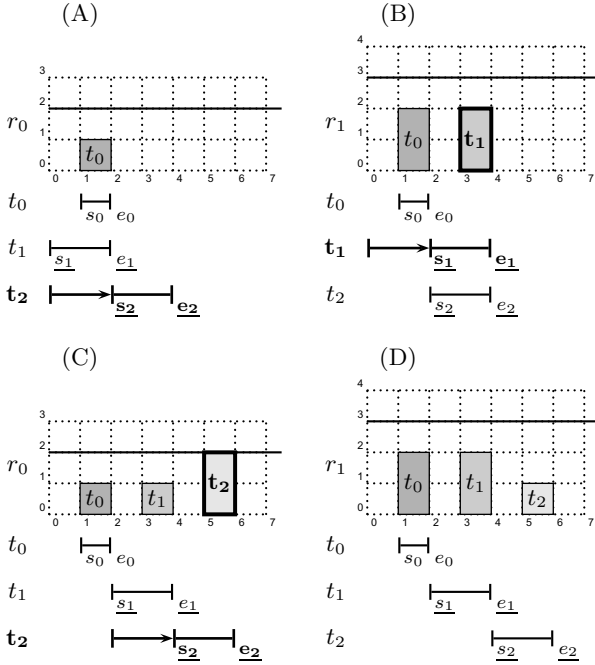 (A) (B)
4
3 3
2 2
r₀ r₁
1 t₀ 1 t₀ t₁
0 0
0 1 2 3 4 5 6 7 0 1 2 3 4 5 6 7
t₀ s₀ e₀ t₀ s₀ e₀
t₁ s₁ e₁ t₁ s₁ e₁
t₂ s₂ e₂ t₂ s₂ e₂
(C) (D)
4
3 3
2 2
r₀ t₂ r₁ t₀ t₁
1 t₀ t₁ 1 t₂
0 0
0 1 2 3 4 5 6 7 0 1 2 3 4 5 6 7
t₀ s₀ e₀ t₀ s₀ e₀
t₁ s₁ e₁ t₁ s₁ e₁
t₂ s₂ e₂ t₂ s₂ e₂